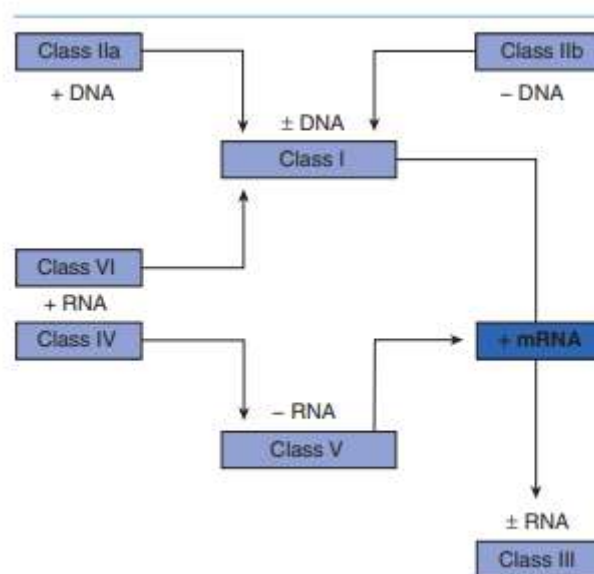 Class IIa
Class IIb
+ DNA
− DNA
± DNA
Class I
Class VI
+ RNA
Class IV
+ mRNA
− RNA
Class V
± RNA
Class III